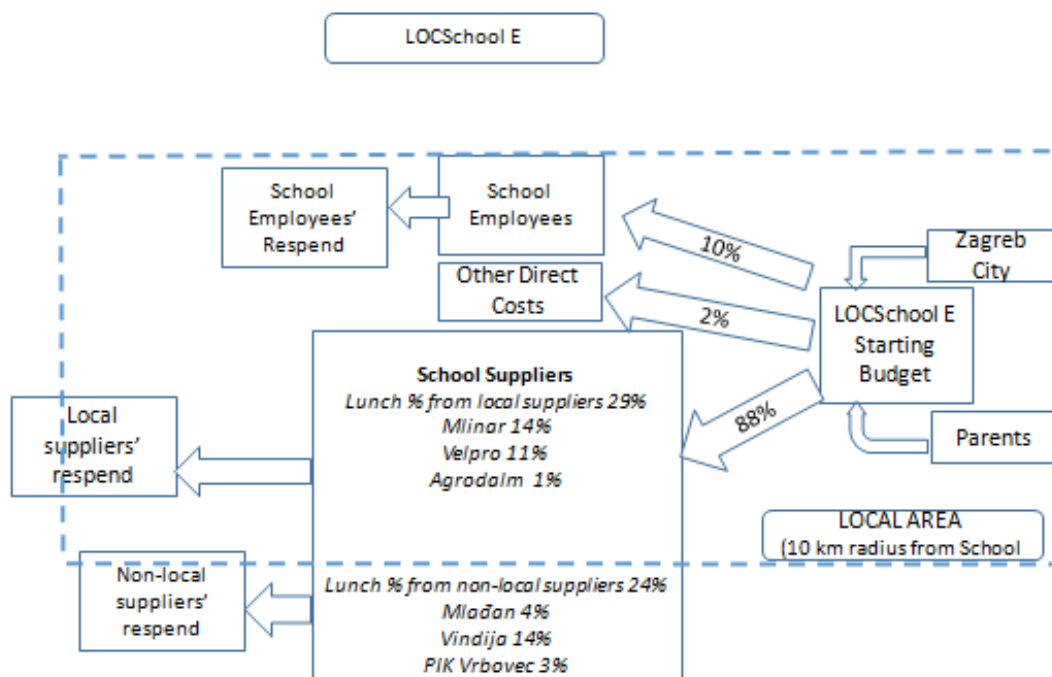 LOCSchool E
School
Employees'
Respend
School
Employees
10%
Zagreb
City
Other Direct
Costs
2%
LOCSchool E
Starting
Budget
School Suppliers
Lunch % from local suppliers 29%
Mlinar 14%
Velpro 11%
Agrodalm 1%
88%
Parents
Local
suppliers'
respend
LOCAL AREA
(10 km radius from School
Non-local
suppliers'
respend
Lunch % from non-local suppliers 24%
Mlađan 4%
Vindija 14%
PIK Vrbovec 3%